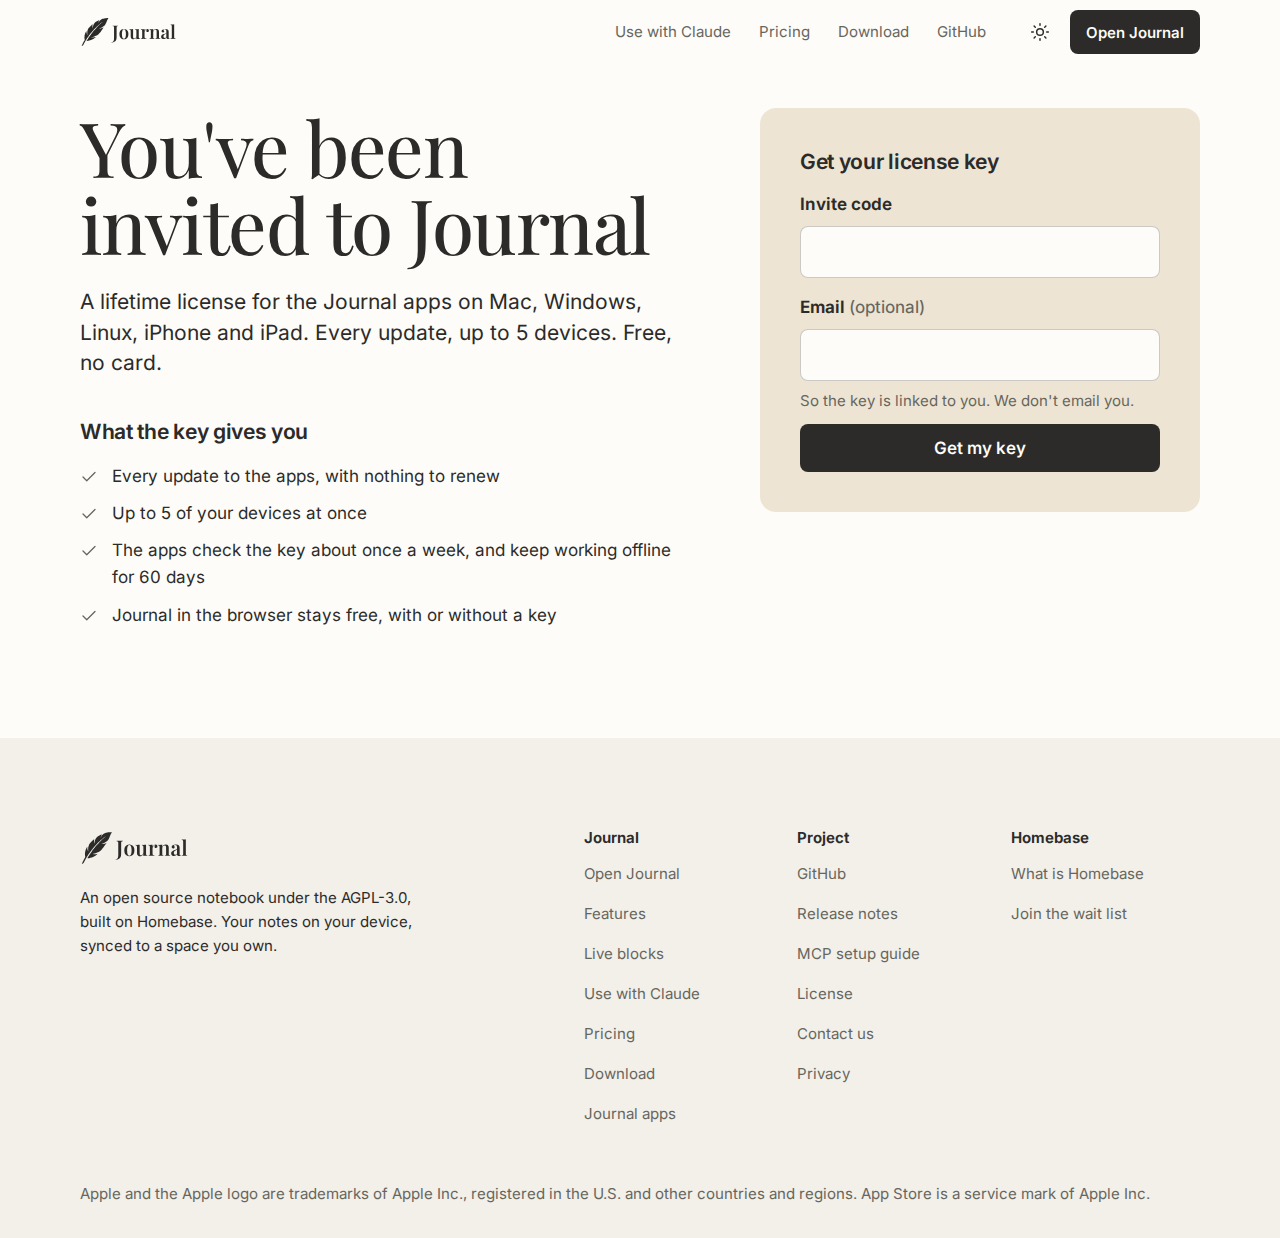 Journal
Use with Claude
Pricing
Download
GitHub
Open Journal
You've been
invited to Journal
A lifetime license for the Journal apps on Mac, Windows,
Linux, iPhone and iPad. Every update, up to 5 devices. Free,
no card.
What the key gives you
Every update to the apps, with nothing to renew
Up to 5 of your devices at once
The apps check the key about once a week, and keep working offline
for 60 days
Journal in the browser stays free, with or without a key
Get your license key
Invite code
Email (optional)
So the key is linked to you. We don't email you.
Get my key
Journal
An open source notebook under the AGPL-3.0,
built on Homebase. Your notes on your device,
synced to a space you own.
Journal
Open Journal
Features
Live blocks
Use with Claude
Pricing
Download
Journal apps
Project
GitHub
Release notes
MCP setup guide
License
Contact us
Privacy
Homebase
What is Homebase
Join the wait list
Apple and the Apple logo are trademarks of Apple Inc., registered in the U.S. and other countries and regions. App Store is a service mark of Apple Inc.